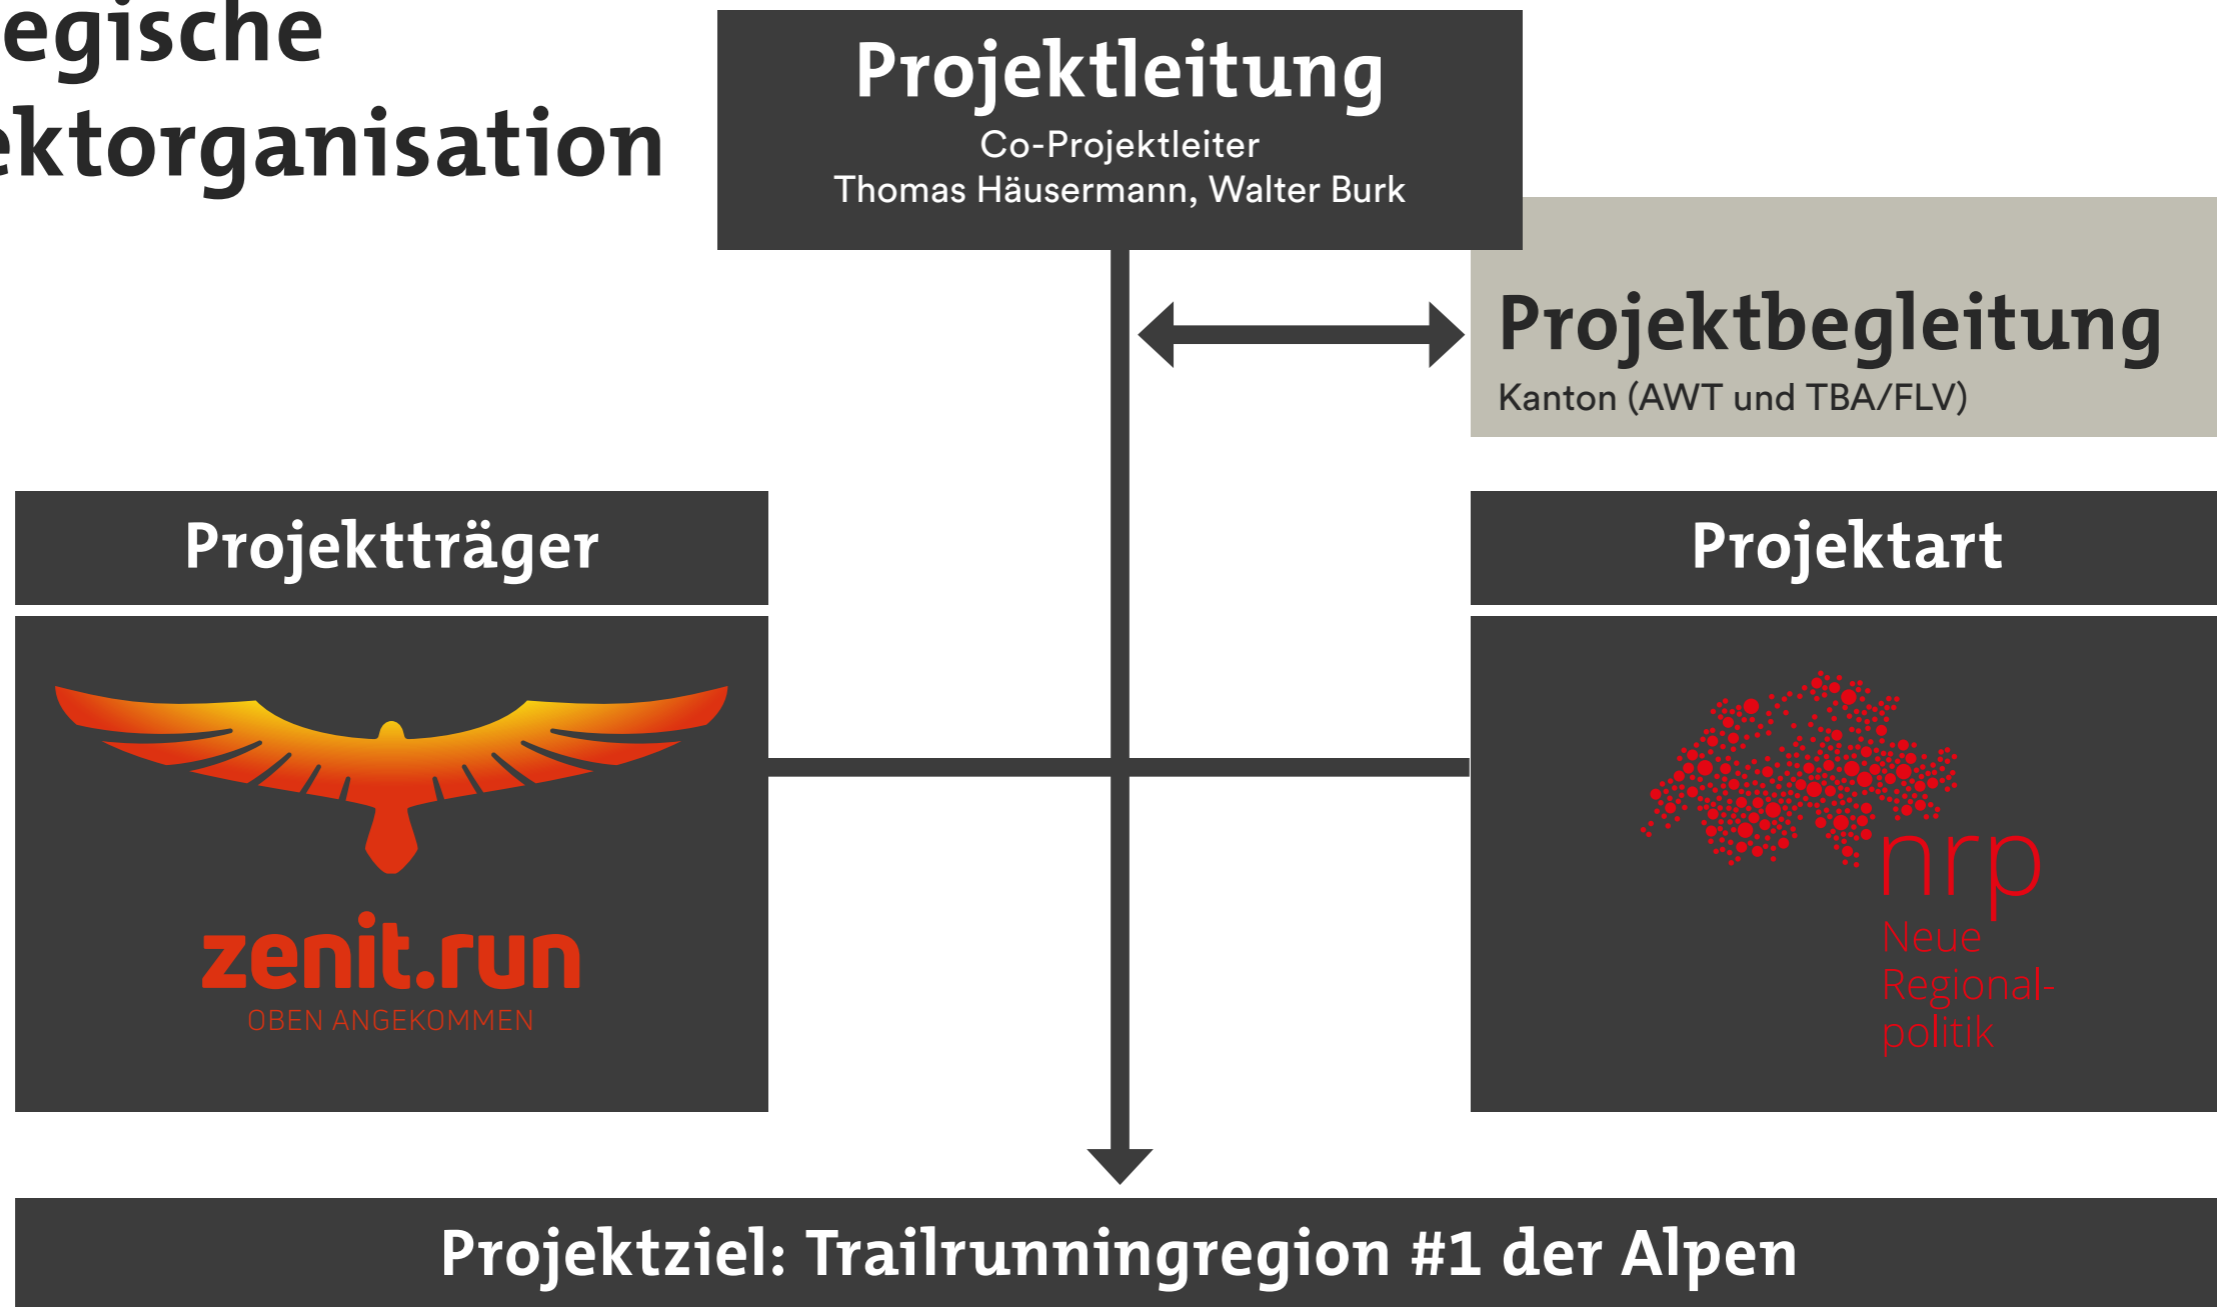 egische
ektorganisation
Projektleitung
Co-Projektleiter
Thomas Häusermann, Walter Burk
Projektbegleitung
Kanton (AWT und TBA/FLV)
Projektträger
zenit.run
OBEN ANGEKOMMEN
Projektart
nrp
Neue
Regional-
politik
Projektziel: Trailrunningregion #1 der Alpen